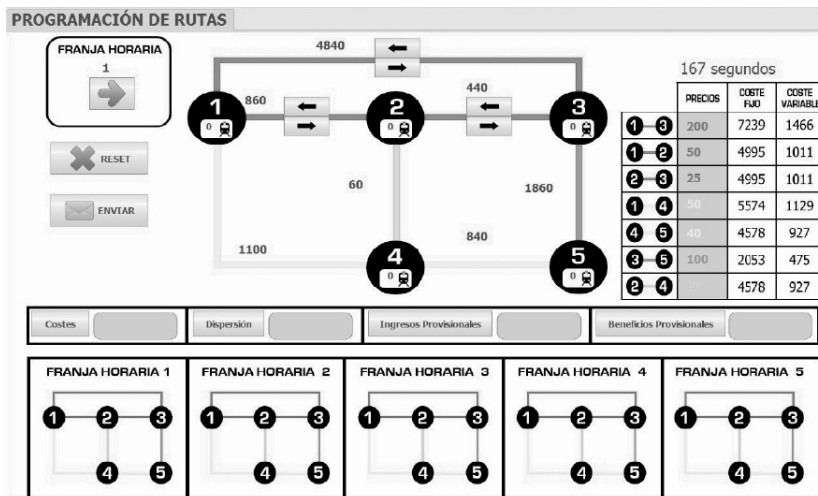 PROGRAMACIÓN DE RUTAS
FRANJA HORARIA
1
RESET
ENVIAR
4840
860
440
1
2
3
0
0
0
60
1860
1100
840
4
5
0
0
167 segundos
PRECIOS COSTE FIJO COSTE VARIABLE
1 3 200 7239 1466
1 2 50 4995 1011
2 3 25 4995 1011
1 4 50 5574 1129
4 5 40 4578 927
3 5 100 2053 475
2 4 4578 927
Costes Dispersión Ingresos Provisionales Beneficios Provisionales
FRANJA HORARIA 1
1 2 3
4 5
FRANJA HORARIA 2
1 2 3
4 5
FRANJA HORARIA 3
1 2 3
4 5
FRANJA HORARIA 4
1 2 3
4 5
FRANJA HORARIA 5
1 2 3
4 5